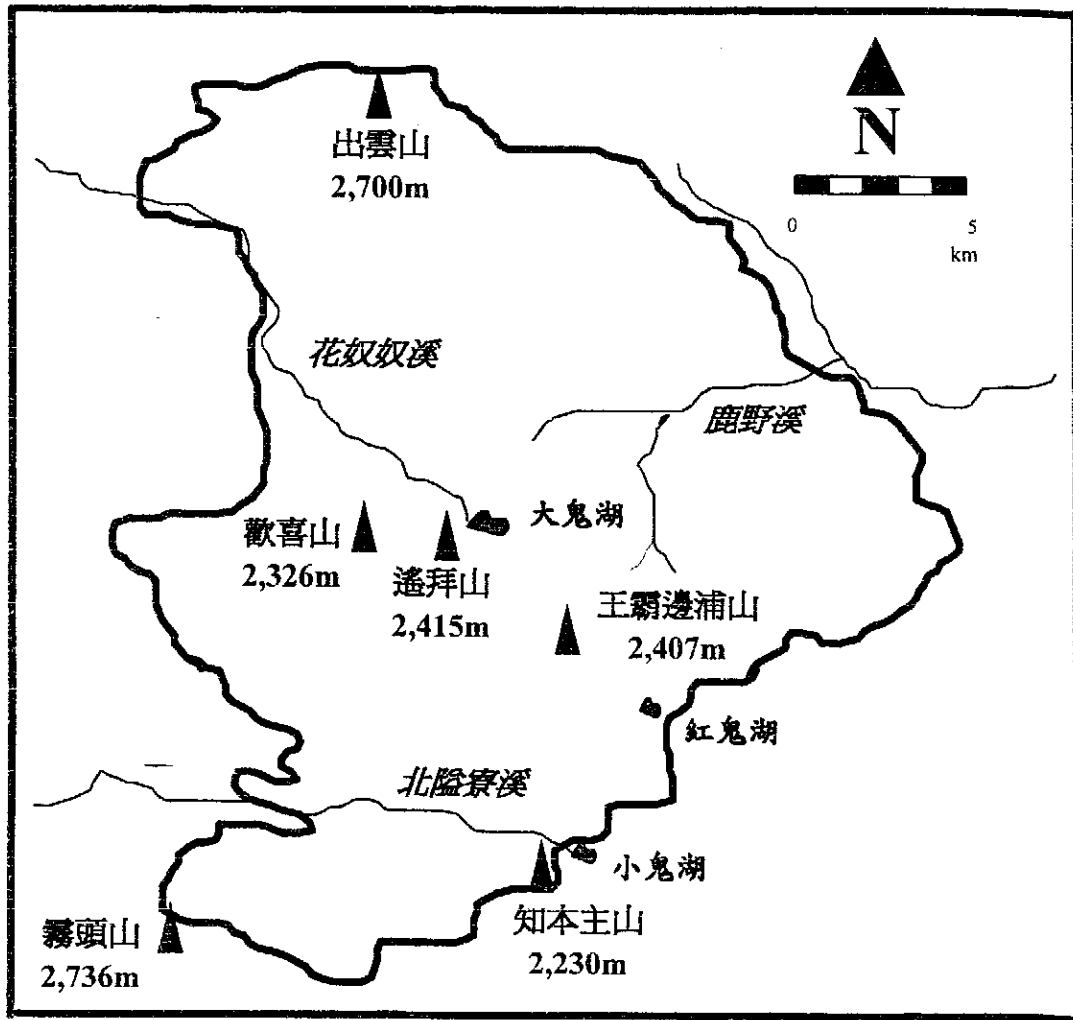 出雲山
2,700m
N
0 5
km
花奴奴溪
鹿野溪
大鬼湖
歡喜山
2,326m
遙拜山
2,415m
王霸邊浦山
2,407m
紅鬼湖
北隘寮溪
小鬼湖
知本主山
2,230m
霧頭山
2,736m